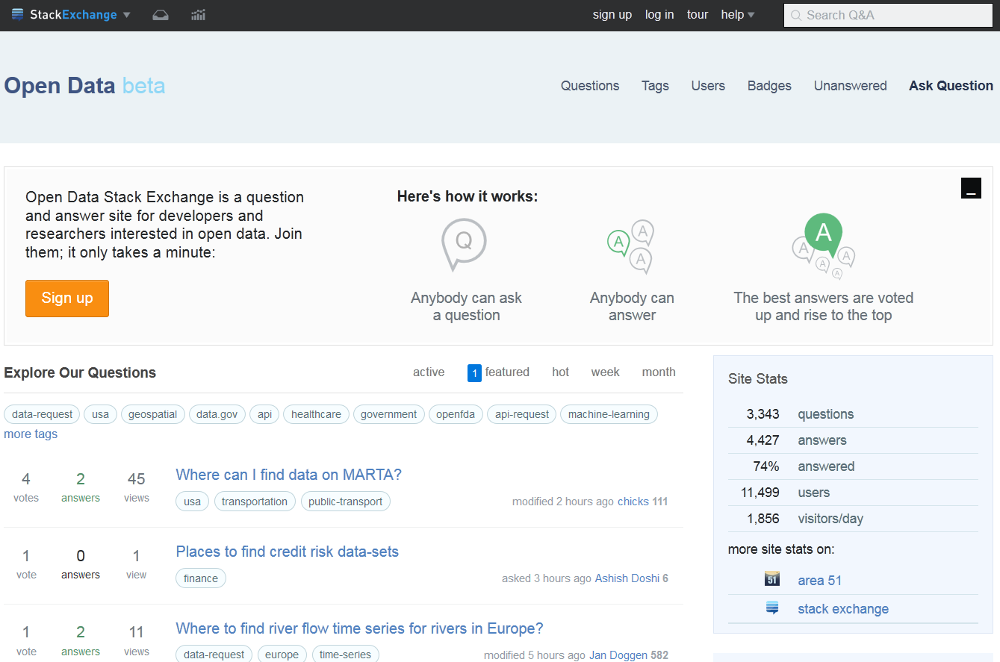 StackExchange sign up log in tour help Search Q&A
Open Data beta Questions Tags Users Badges Unanswered Ask Question
Open Data Stack Exchange is a question
and answer site for developers and
researchers interested in open data. Join
them; it only takes a minute:
Sign up
Here's how it works:
Q
Anybody can ask
a question
A A A
Anybody can
answer
A A A A A
The best answers are voted
up and rise to the top
Explore Our Questions active 1 featured hot week month
data-request usa geospatial data.gov api healthcare government openfda api-request machine-learning
more tags
4 votes 2 answers 45 views
Where can I find data on MARTA?
usa transportation public-transport modified 2 hours ago chicks 111
1 vote 0 answers 1 view
Places to find credit risk data-sets
finance asked 3 hours ago Ashish Doshi 6
1 vote 2 answers 11 views
Where to find river flow time series for rivers in Europe?
data-request europe time-series modified 5 hours ago Jan Doggen 582
Site Stats
3,343 questions
4,427 answers
74% answered
11,499 users
1,856 visitors/day
more site stats on:
51 area 51
stack exchange